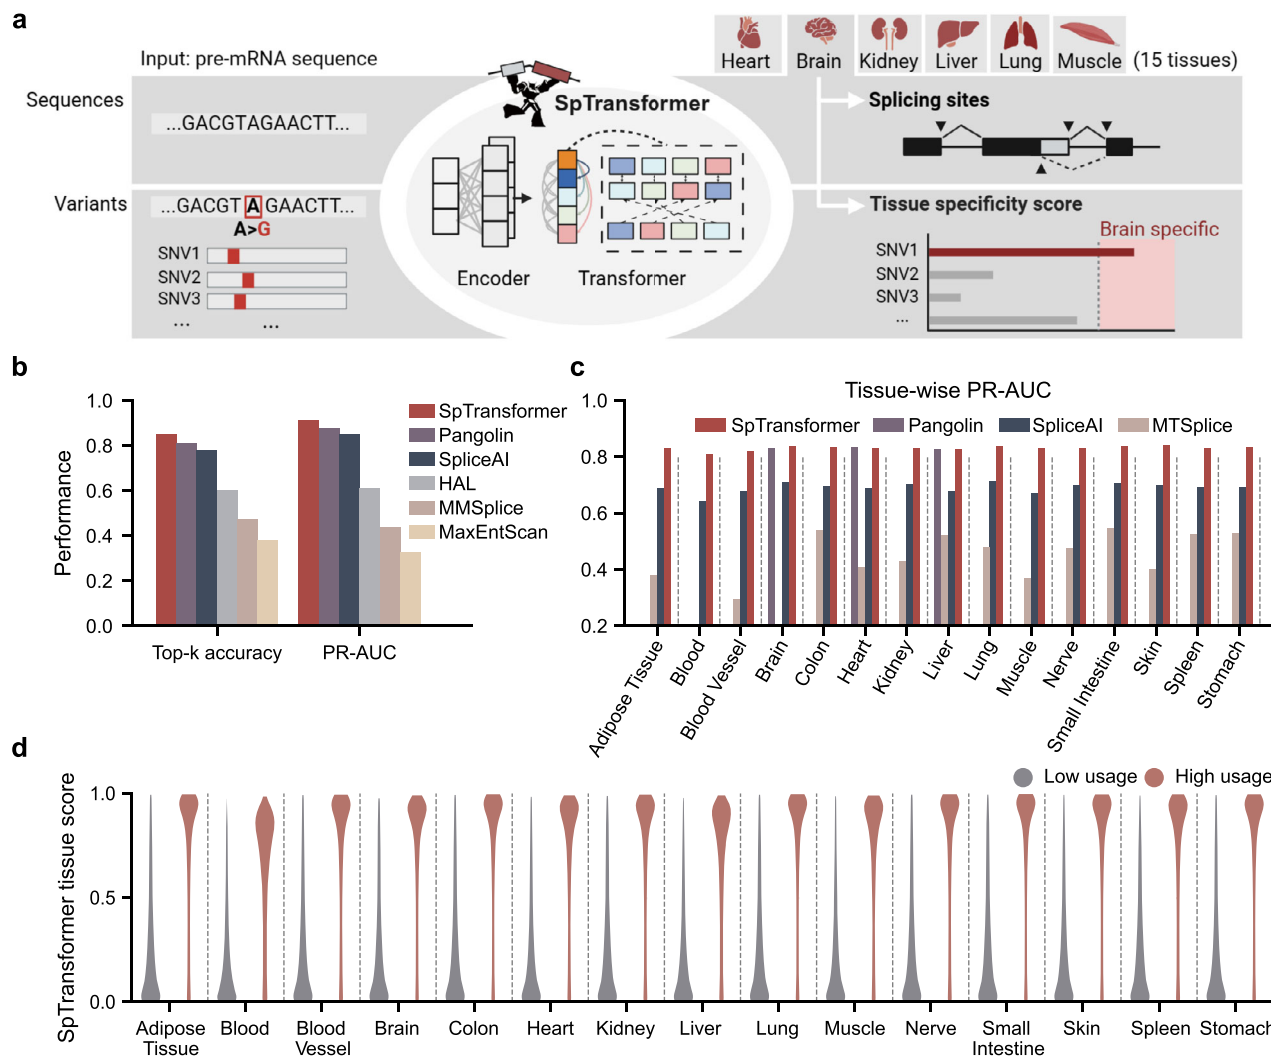 a
Input: pre-mRNA sequence
Heart
Brain
Kidney
Liver
Lung
Muscle
(15 tissues)
Sequences
...GACGTAGAACTT...
SpTransformer
Splicing sites
Variants
...GACGT A GAACTT...
A>G
SNV1
SNV2
SNV3
...
...
Encoder
Transformer
Tissue specificity score
Brain specific
SNV1
SNV2
SNV3
...
b
Performance
1.0
0.8
0.6
0.4
0.2
0.0
Top-k accuracy
PR-AUC
SpTransformer
Pangolin
SpliceAI
HAL
MMSplice
MaxEntScan
c
Tissue-wise PR-AUC
SpTransformer
Pangolin
SpliceAI
MTSplice
1.0
0.8
0.6
0.4
0.2
Adipose Tissue
Blood
Blood Vessel
Brain
Colon
Heart
Kidney
Liver
Lung
Muscle
Nerve
Small Intestine
Skin
Spleen
Stomach
d
Low usage
High usage
SpTransformer tissue score
1.0
0.5
0.0
Adipose
Tissue
Blood
Blood
Vessel
Brain
Colon
Heart
Kidney
Liver
Lung
Muscle
Nerve
Small
Intestine
Skin
Spleen
Stomach